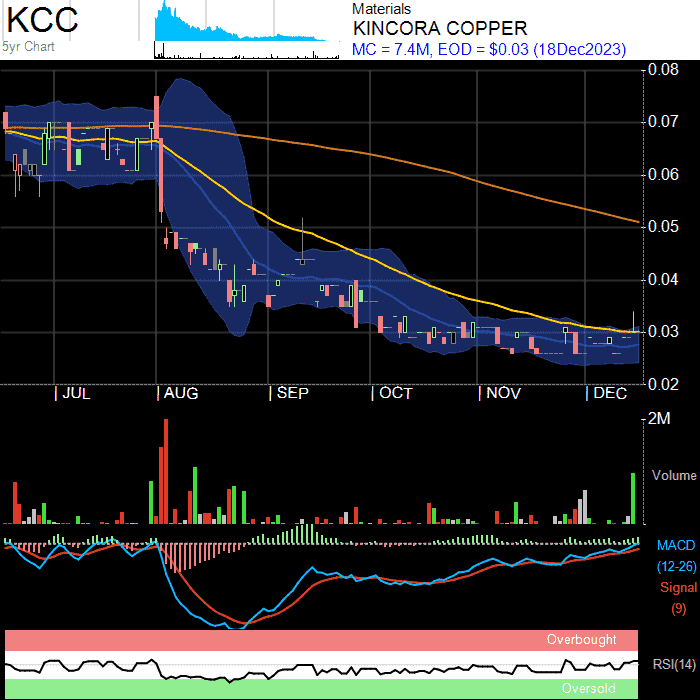 KCC
5yr Chart
Materials
KINCORA COPPER
MC = 7.4M, EOD = $0.03 (18Dec2023)
0.08
0.07
0.06
0.05
0.04
0.03
0.02
JUL AUG SEP OCT NOV DEC
2M
Volume
MACD
(12-26)
Signal
(9)
Overbought
RSI(14)
Oversold